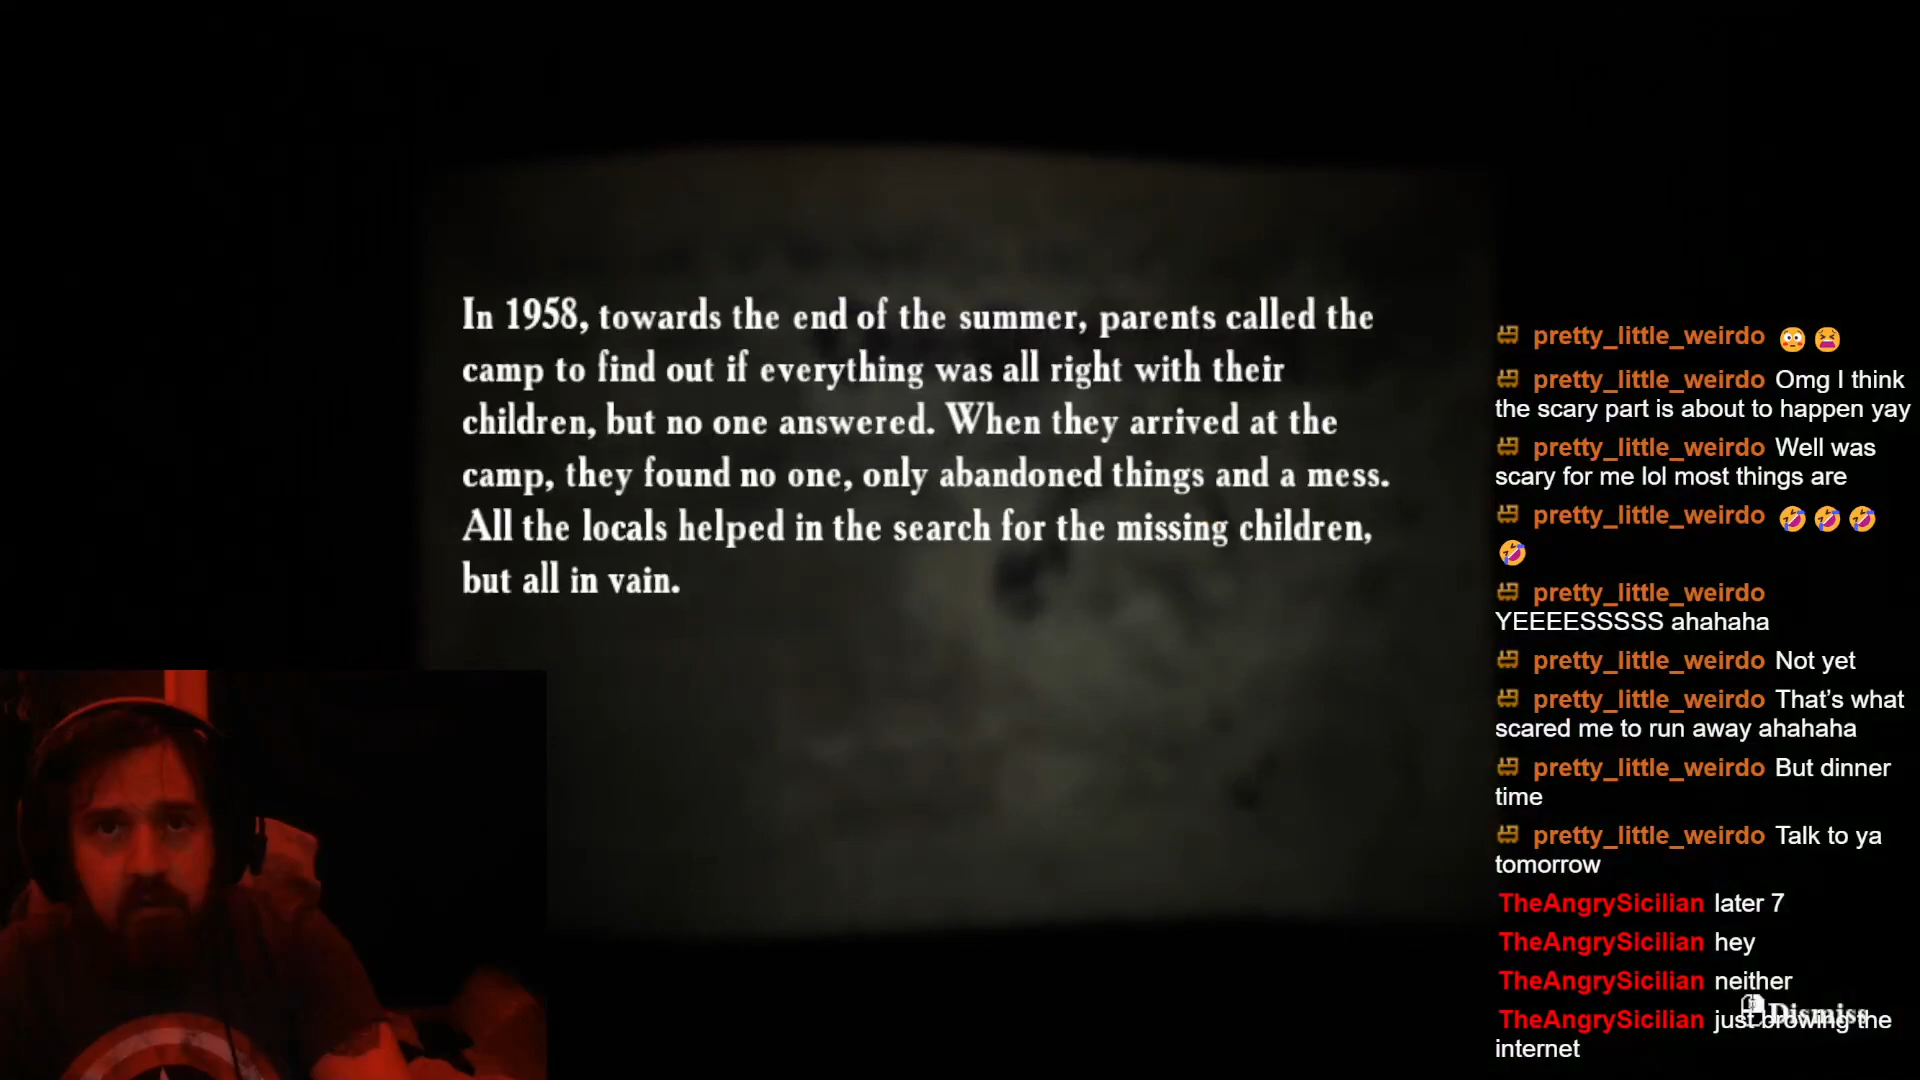 In 1958, towards the end of the summer, parents called the
camp to find out if everything was all right with their
children, but no one answered. When they arrived at the
camp, they found no one, only abandoned things and a mess.
All the locals helped in the search for the missing children,
but all in vain.
pretty_little_weirdo 😳 😫
pretty_little_weirdo Omg I think
the scary part is about to happen yay
pretty_little_weirdo Well was
scary for me lol most things are
pretty_little_weirdo 🤣 🤣 🤣
🤣
pretty_little_weirdo
YEEEESSSSS ahahaha
pretty_little_weirdo Not yet
pretty_little_weirdo That’s what
scared me to run away ahahaha
pretty_little_weirdo But dinner
time
pretty_little_weirdo Talk to ya
tomorrow
TheAngrySicilian later 7
TheAngrySicilian hey
TheAngrySicilian neither
Dismiss
TheAngrySicilian just browing the
internet